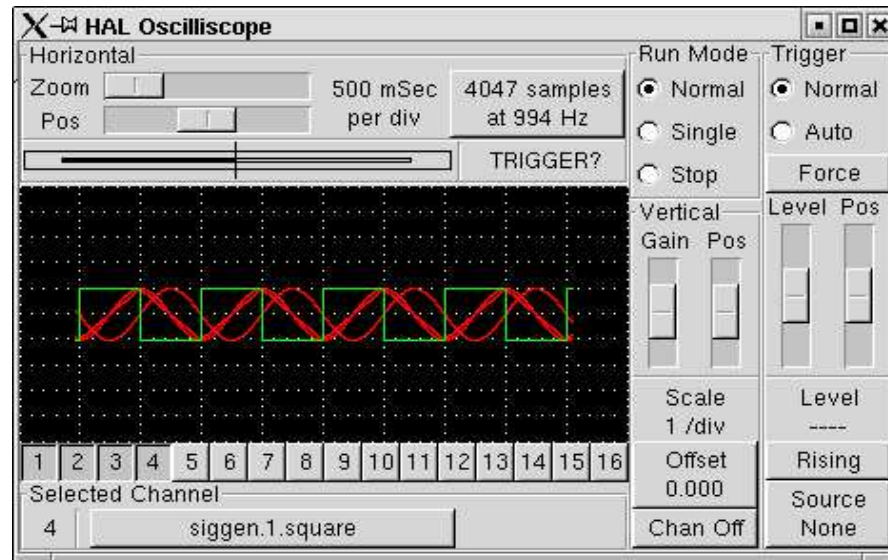 HAL Oscilliscope
Horizontal
Zoom
Pos
500 mSec
per div
4047 samples
at 994 Hz
TRIGGER?
Run Mode
Normal
Single
Stop
Trigger
Normal
Auto
Force
Vertical
Gain Pos
Level Pos
Scale
1 /div
Level
----
1 2 3 4 5 6 7 8 9 10 11 12 13 14 15 16
Offset
0.000
Rising
Selected Channel
4 siggen.1.square
Chan Off
Source
None